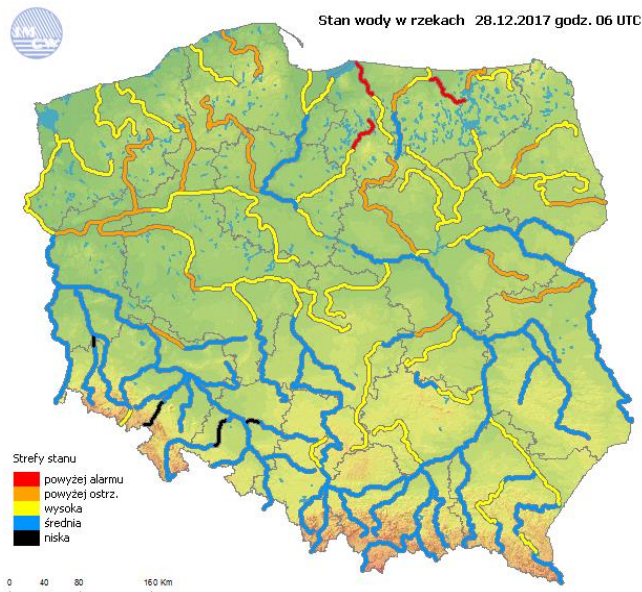 IMGW
Stan wody w rzekach 28.12.2017 godz. 06 UTC
Strefy stanu
powyżej alarmu
powyżej ostrz.
wysoka
średnia
niska
0 40 80 160 Km